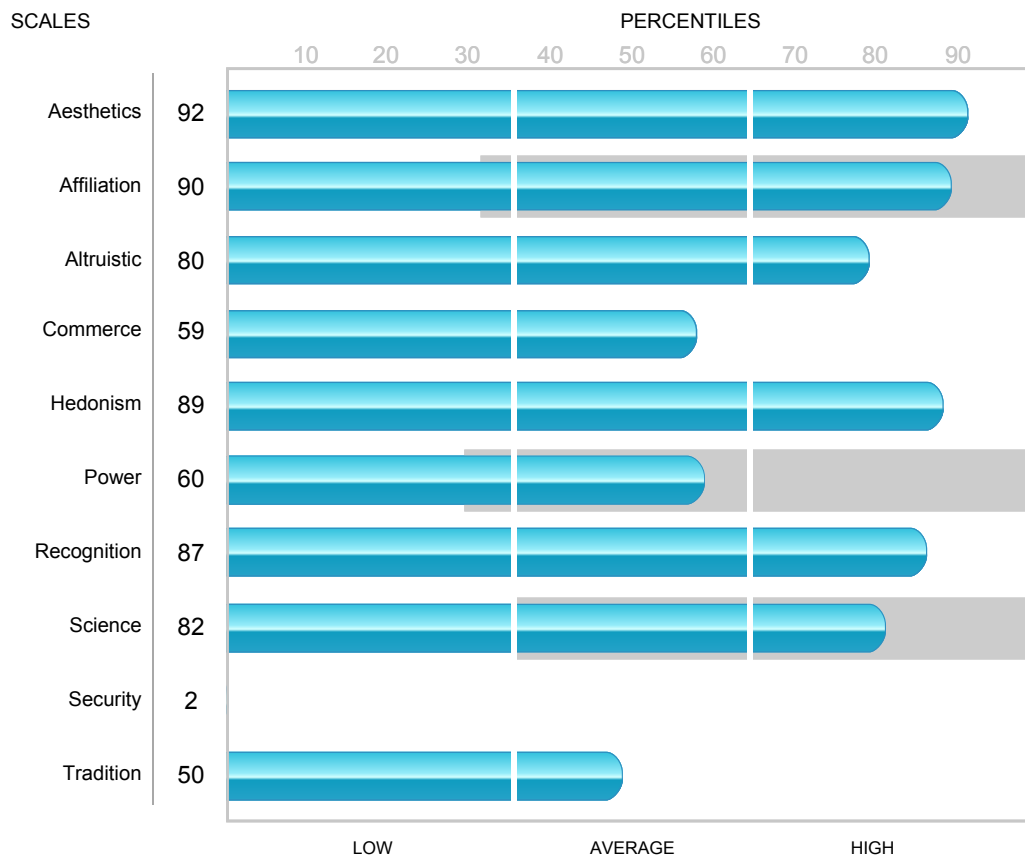 SCALES PERCENTILES
10 20 30 40 50 60 70 80 90
Aesthetics 92
Affiliation 90
Altruistic 80
Commerce 59
Hedonism 89
Power 60
Recognition 87
Science 82
Security 2
Tradition 50
LOW AVERAGE HIGH